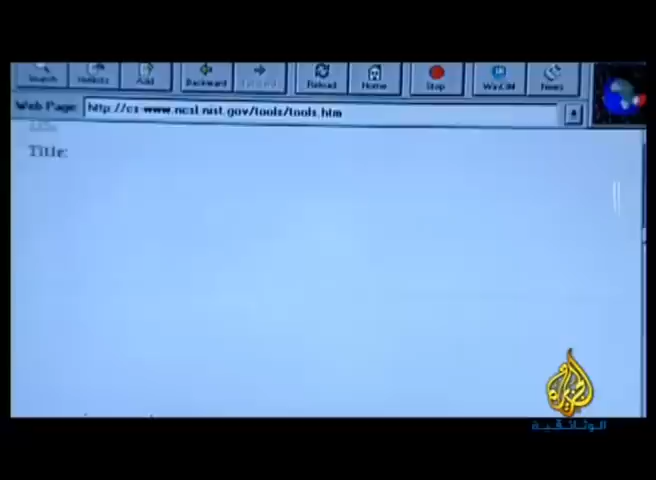 Search Hotlists Add Backward Forward Reload Home Stop News
Web Page: http://cs-www.ncsl.nist.gov/tools/tools.htm
Title:
الجزيرة
الوثائقية